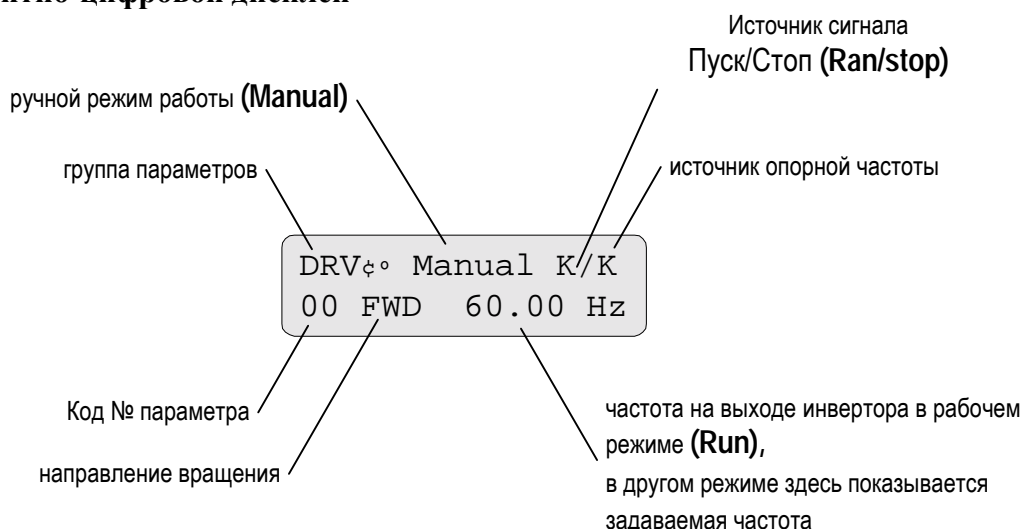 Источник сигнала
Пуск/Стоп (Ran/stop)
ручной режим работы (Manual)
группа параметров
источник опорной частоты
DRV¢º Manual K/K
00 FWD 60.00 Hz
Код № параметра
направление вращения
частота на выходе инвертора в рабочем
режиме (Run),
в другом режиме здесь показывается
задаваемая частота